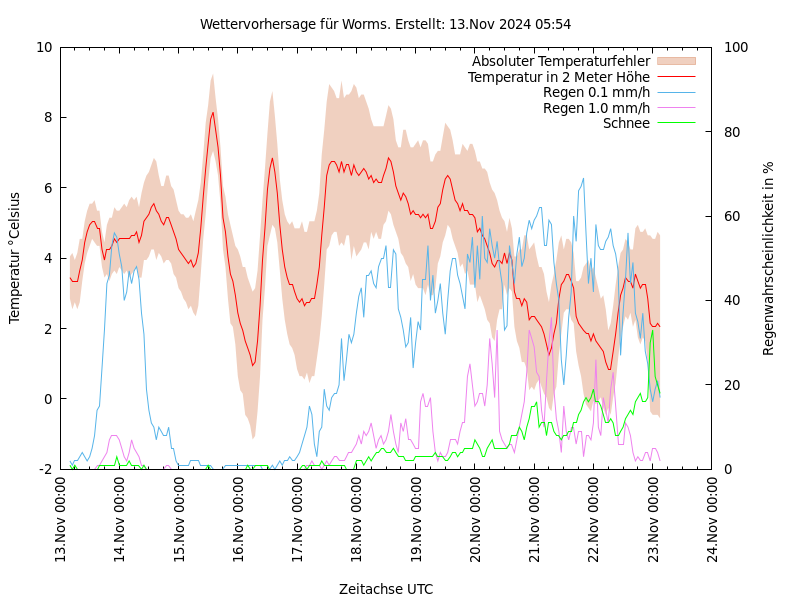 Wettervorhersage für Worms. Erstellt: 13.Nov 2024 05:54
Absoluter Temperaturfehler
Temperatur in 2 Meter Höhe
Regen 0.1 mm/h
Regen 1.0 mm/h
Schnee
Temperatur °Celsius
10
8
6
4
2
0
-2
100
80
60
40
20
0
Regenwahrscheinlichkeit in %
13.Nov 00:00
14.Nov 00:00
15.Nov 00:00
16.Nov 00:00
17.Nov 00:00
18.Nov 00:00
19.Nov 00:00
20.Nov 00:00
21.Nov 00:00
22.Nov 00:00
23.Nov 00:00
24.Nov 00:00
Zeitachse UTC